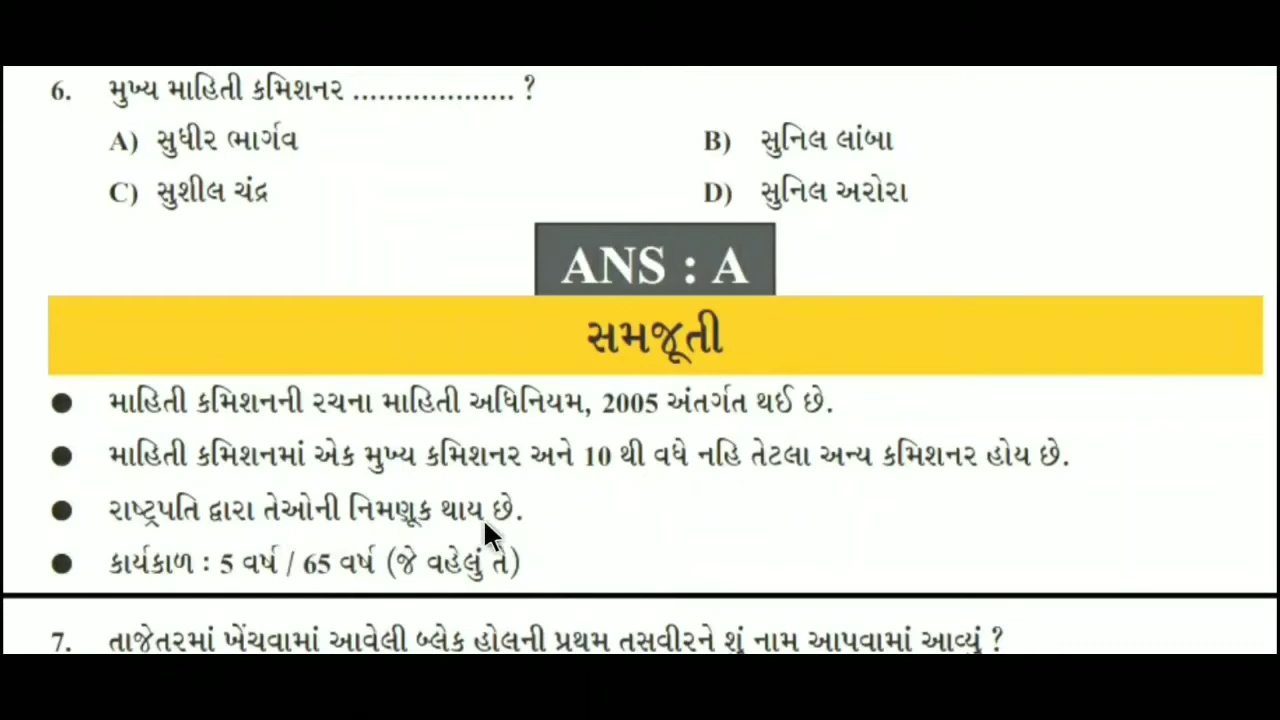 6. મુખ્ય માહિતી કમિશનર ................... ?
A) સુધીર ભાર્ગવ B) સુનિલ લાંબા
C) સુશીલ ચંદ્ર D) સુનિલ અરોરા
ANS : A
સમજૂતી
● માહિતી કમિશનની રચના માહિતી અધિનિયમ, 2005 અંતર્ગત થઈ છે.
● માહિતી કમિશનમાં એક મુખ્ય કમિશનર અને 10 થી વધે નહિ તેટલા અન્ય કમિશનર હોય છે.
● રાષ્ટ્રપતિ દ્વારા તેઓની નિમણૂક થાય છે.
● કાર્યકાળ : 5 વર્ષ / 65 વર્ષ (જે વહેલું તે)
7. તાજેતરમાં ખેંચવામાં આવેલી બ્લેક હોલની પ્રથમ તસવીરને શું નામ આપવામાં આવ્યું ?